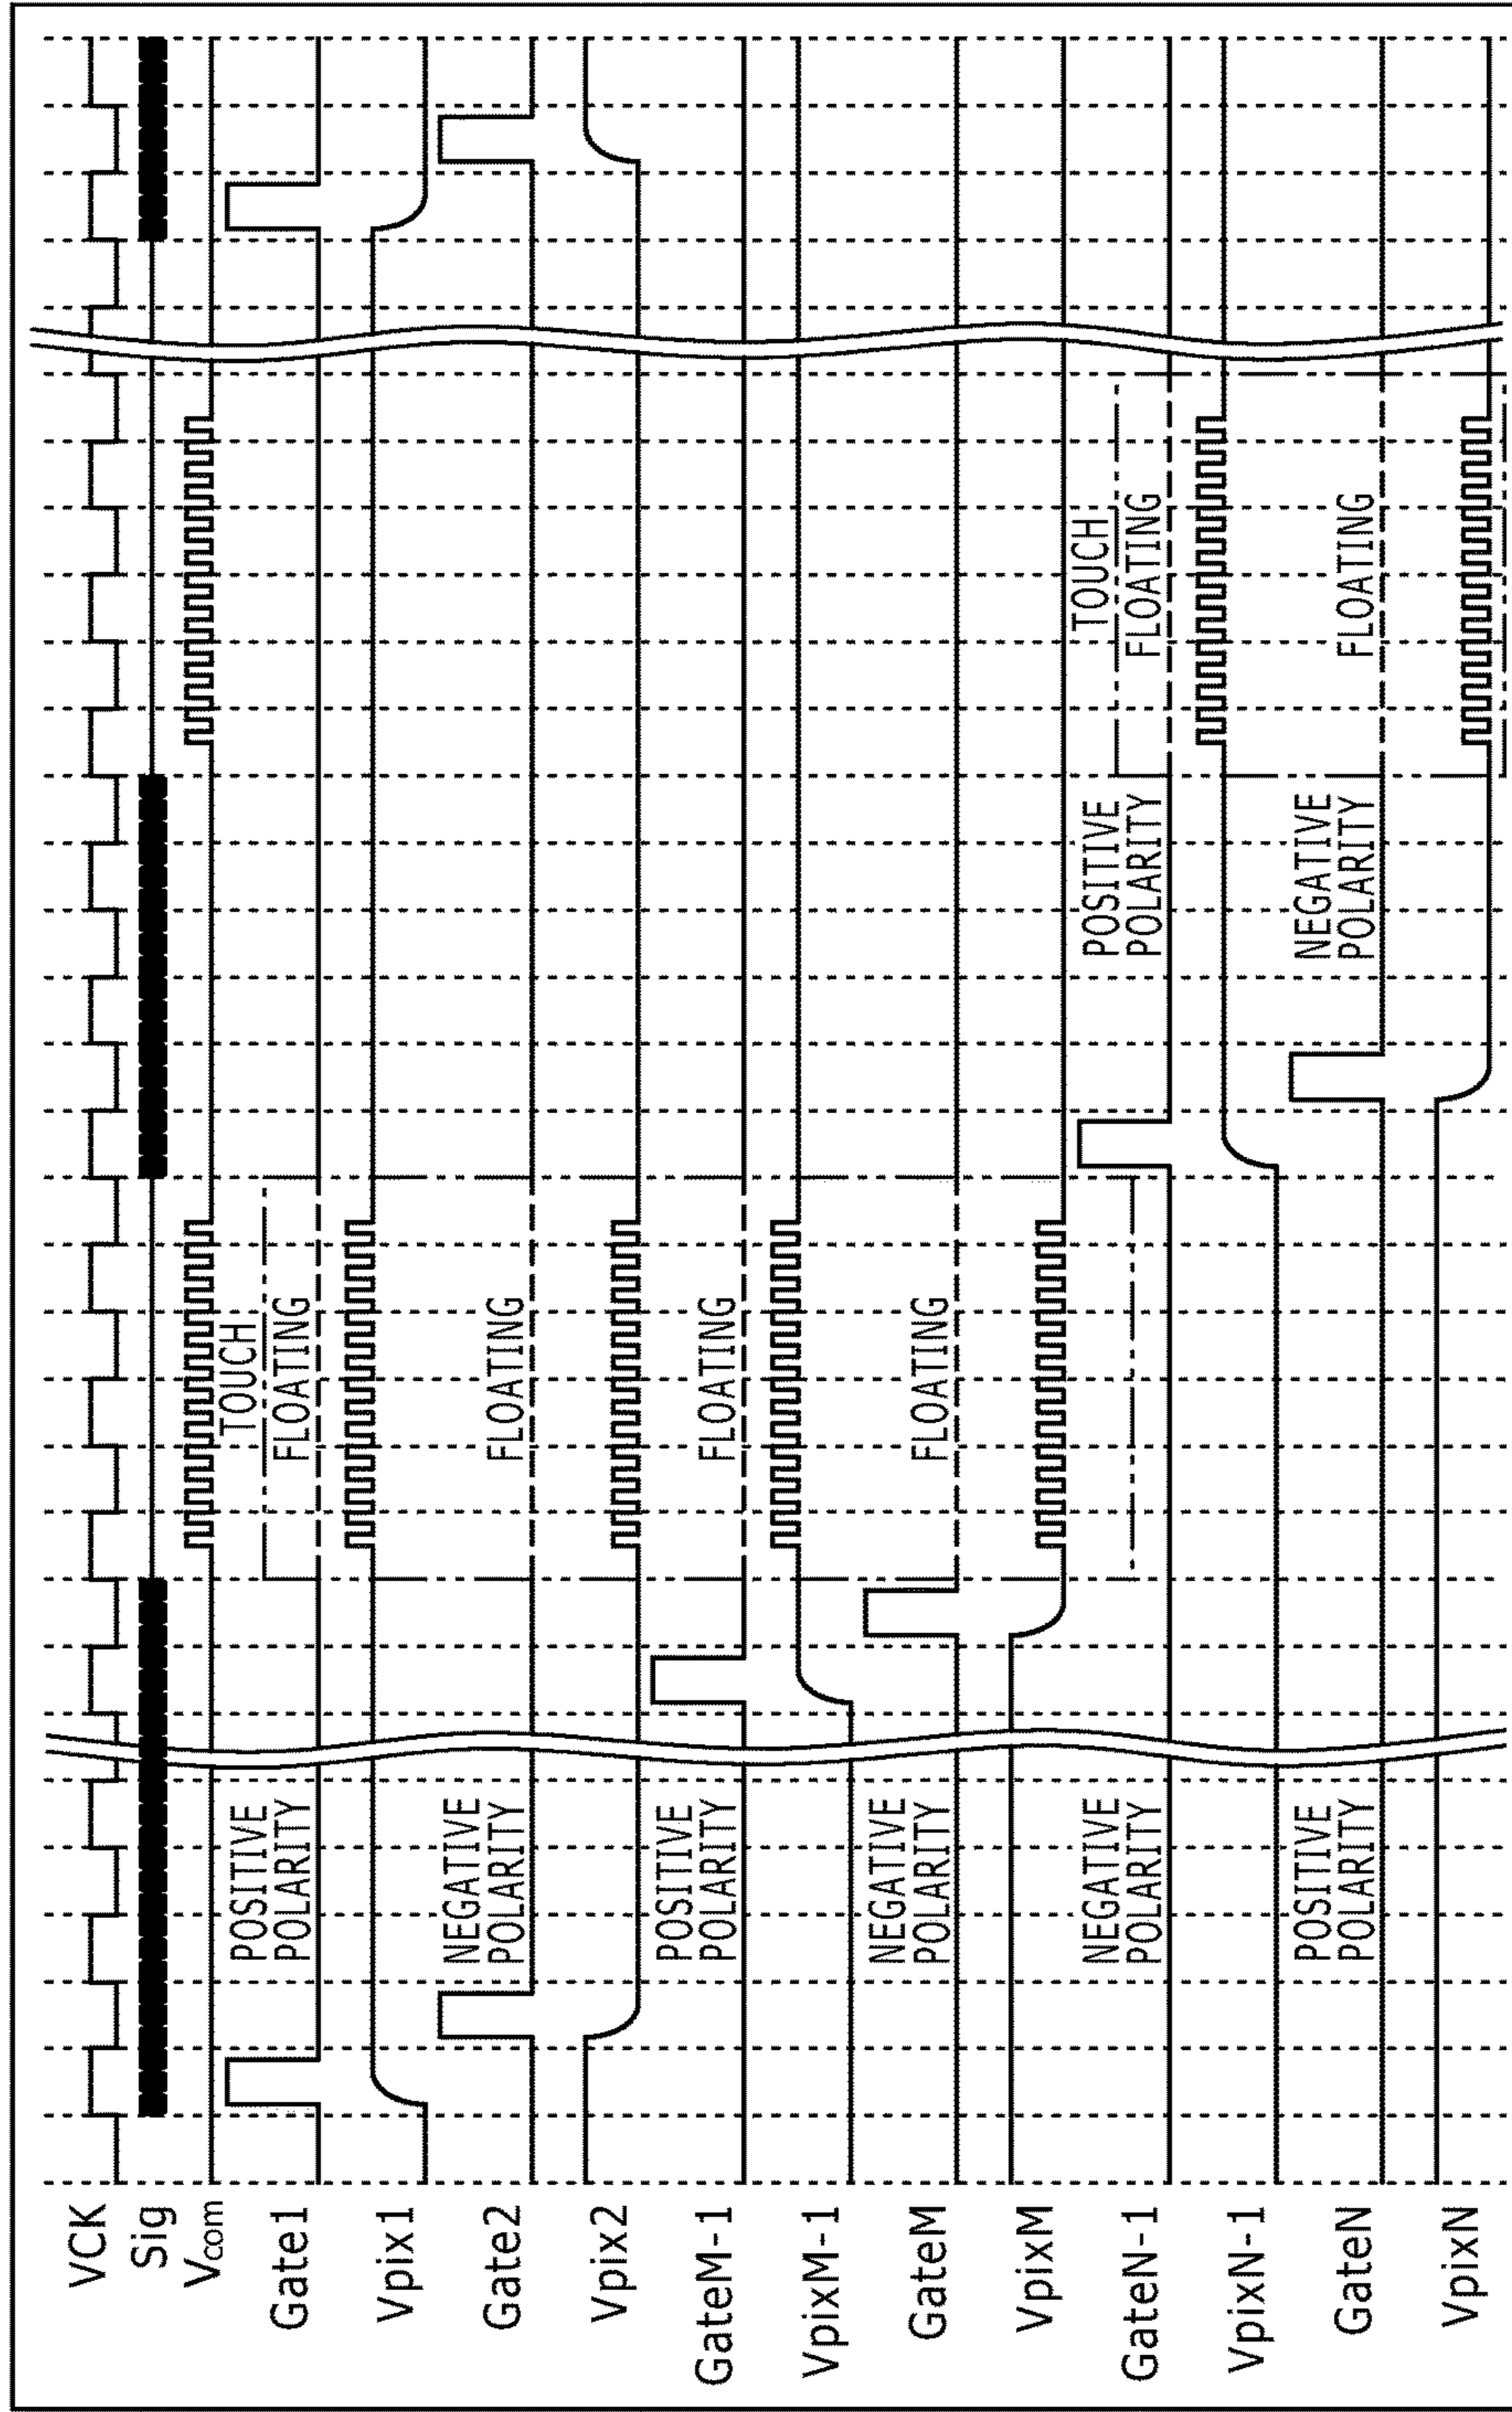 VCK
Sig
Vcom
TOUCH
Gate1
POSITIVE
POLARITY
FLOATING
Vpix1
Gate2
NEGATIVE
POLARITY
FLOATING
Vpix2
GateM-1
POSITIVE
POLARITY
FLOATING
VpixM-1
GateM
NEGATIVE
POLARITY
FLOATING
VpixM
TOUCH
GateN-1
NEGATIVE
POLARITY
POSITIVE
POLARITY
FLOATING
VpixN-1
GateN
POSITIVE
POLARITY
NEGATIVE
POLARITY
FLOATING
VpixN